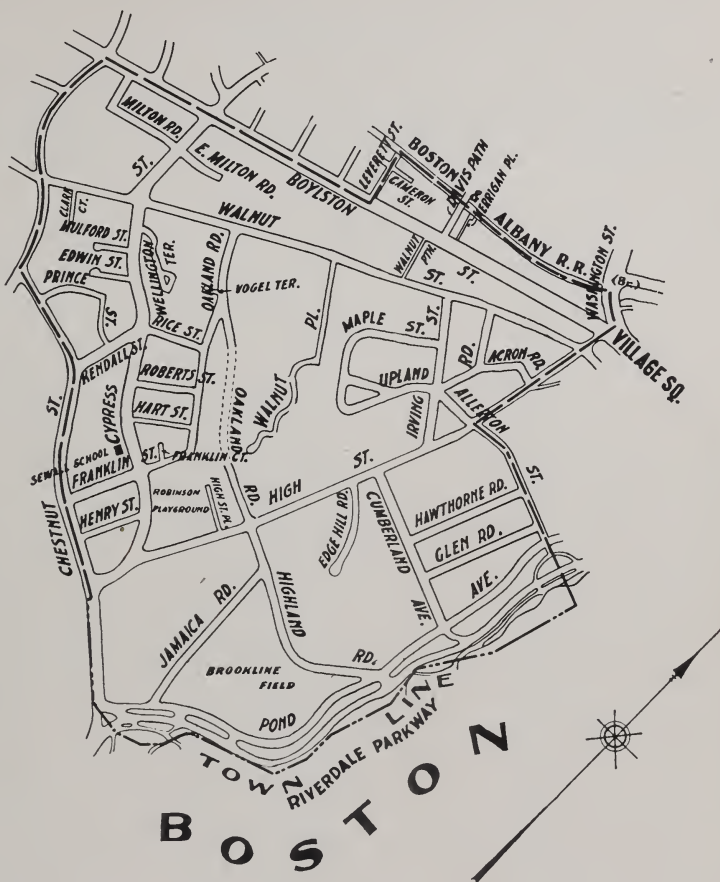 MILTON RD.
ST.
E. MILTON RD.
BOYLSTON
LEVERETT ST.
BOSTON
CAMERON
ST.
DAVIS PATH
KERRIGAN PL.
&
ALBANY R.R.
WASHINGTON ST.
(Br.)
VILLAGE SQ.
CLARK
CT.
MULFORD ST.
EDWIN ST.
PRINCE
ST.
WELLINGTON
TER.
WALNUT
ST.
WALNUT
PTH.
ST.
OAKLAND RD.
VOGEL TER.
RICE ST.
PL.
WALNUT
MAPLE
ST.
ST.
UPLAND
RD.
ACRON RD.
IRVING
ALLERTON
ST.
KENDALL ST.
ROBERTS ST.
HART ST.
CYPRESS
ST.
OAKLAND
RD.
SEWALL SCHOOL
FRANKLIN
FRANKLIN CT.
ST.
CHESTNUT
HENRY ST.
ROBINSON
PLAYGROUND
HIGH ST. PL.
HIGH
ST.
EDGE HILL RD.
CUMBERLAND
AVE.
HAWTHORNE RD.
GLEN RD.
AVE.
JAMAICA RD.
HIGHLAND
RD.
BROOKLINE
FIELD
POND
TOWN LINE
RIVERDALE PARKWAY
BOSTON